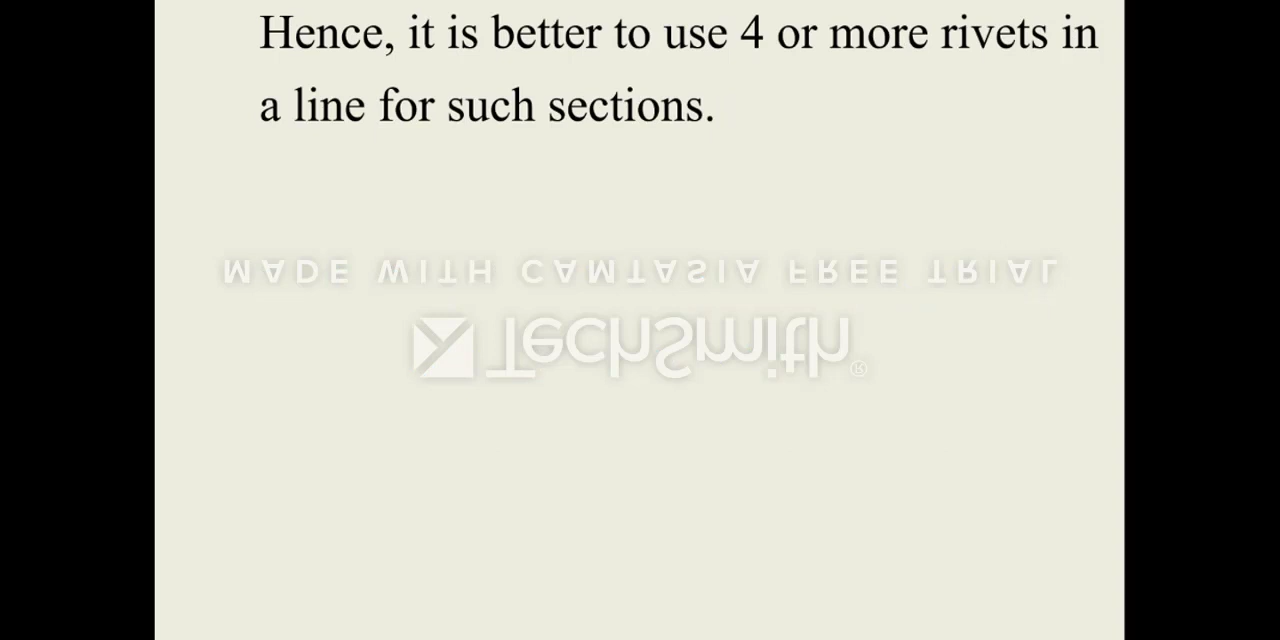 Hence, it is better to use 4 or more rivets in
a line for such sections.
MADE WITH CAMTASIA FREE TRIAL
TechSmith®